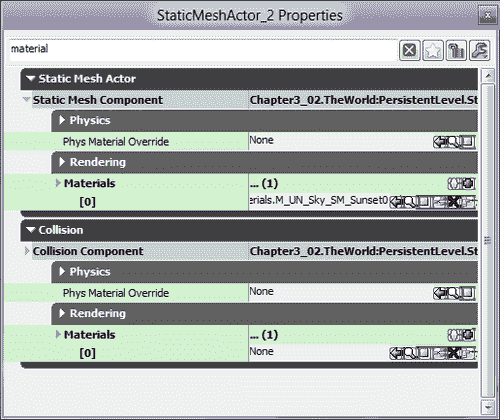 StaticMeshActor_2 Properties
material
Static Mesh Actor
Static Mesh Component Chapter3_02.TheWorld:PersistentLevel.St
Physics
Phys Material Override None
Rendering
Materials ... (1)
[0] erials.M_UN_Sky_SM_Sunset0
Collision
Collision Component Chapter3_02.TheWorld:PersistentLevel.St
Physics
Phys Material Override None
Rendering
Materials ... (1)
[0] None